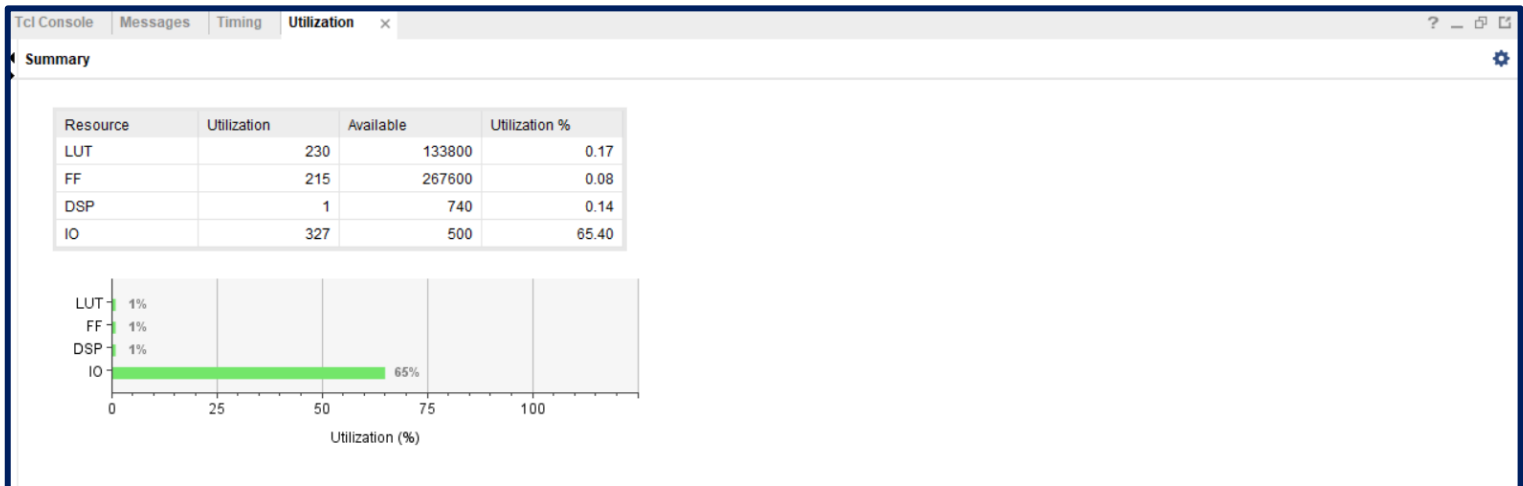 Tcl Console Messages Timing Utilization ×
?
Summary
Resource Utilization Available Utilization %
LUT 230 133800 0.17
FF 215 267600 0.08
DSP 1 740 0.14
IO 327 500 65.40
LUT 1%
FF 1%
DSP 1%
IO 65%
0 25 50 75 100
Utilization (%)